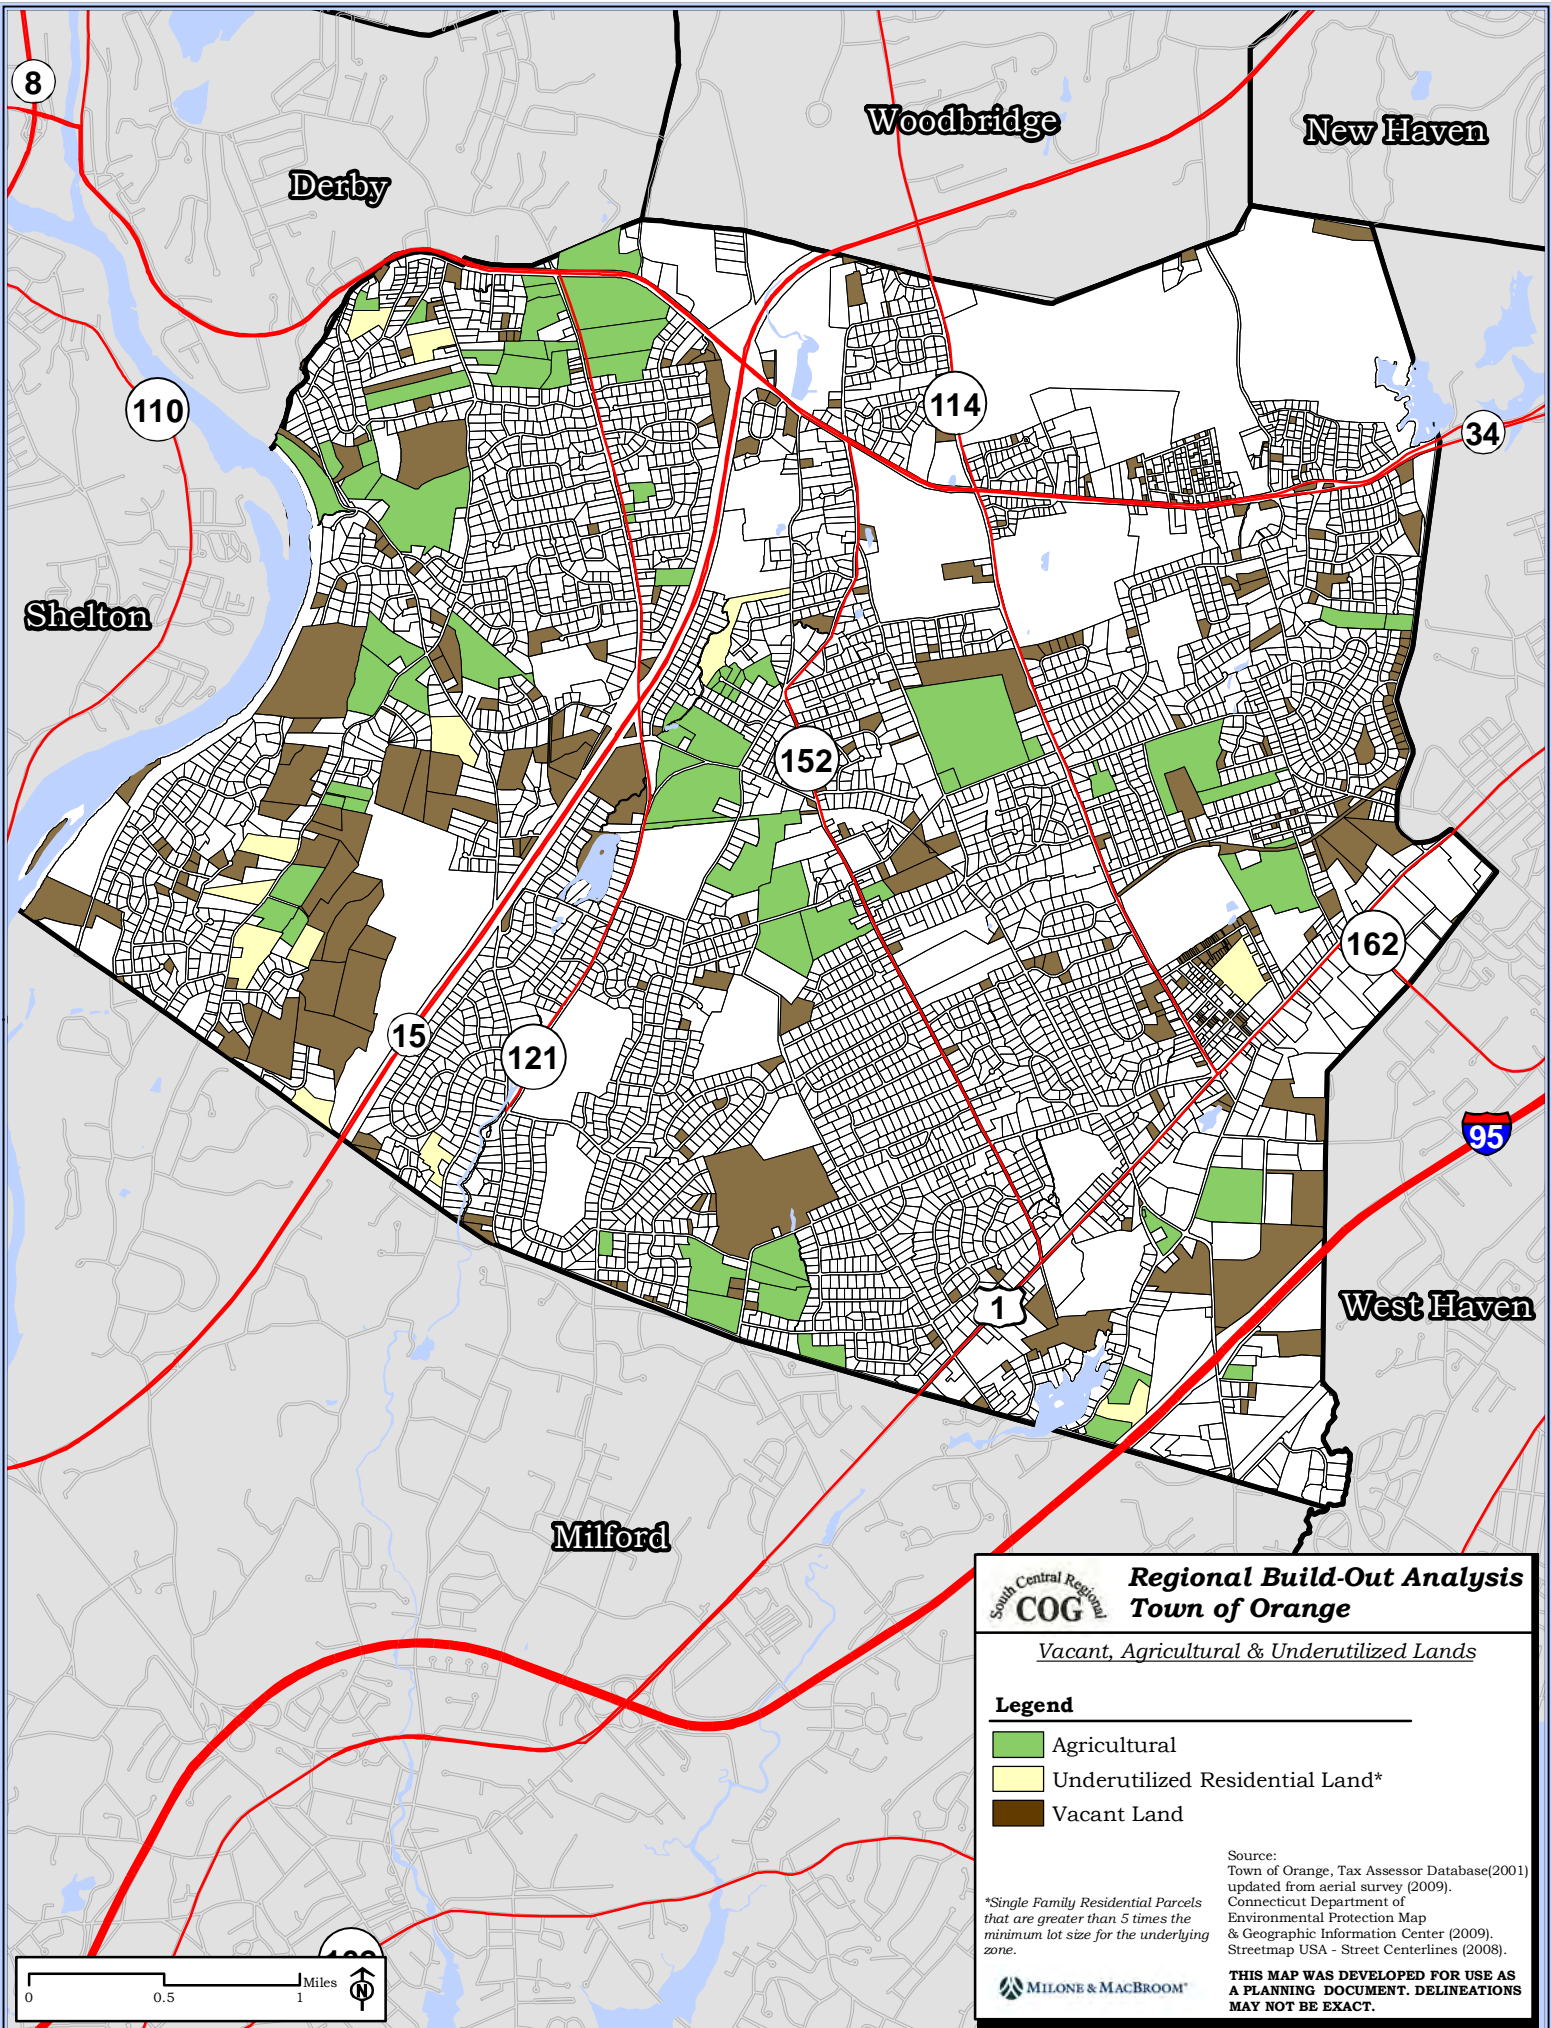 8
Woodbridge
New Haven
Derby
110
114
34
Shelton
152
162
15
121
95
1
West Haven
Milford
South Central Regional
COG
Regional Build-Out Analysis
Town of Orange
Vacant, Agricultural & Underutilized Lands
Legend
Agricultural
Underutilized Residential Land*
Vacant Land
Source:
Town of Orange, Tax Assessor Database(2001)
updated from aerial survey (2009).
Connecticut Department of
Environmental Protection Map
& Geographic Information Center (2009).
Streetmap USA - Street Centerlines (2008).
*Single Family Residential Parcels
that are greater than 5 times the
minimum lot size for the underlying
zone.
MILONE & MACBROOM®
THIS MAP WAS DEVELOPED FOR USE AS
A PLANNING DOCUMENT. DELINEATIONS
MAY NOT BE EXACT.
0 0.5 1 Miles
N